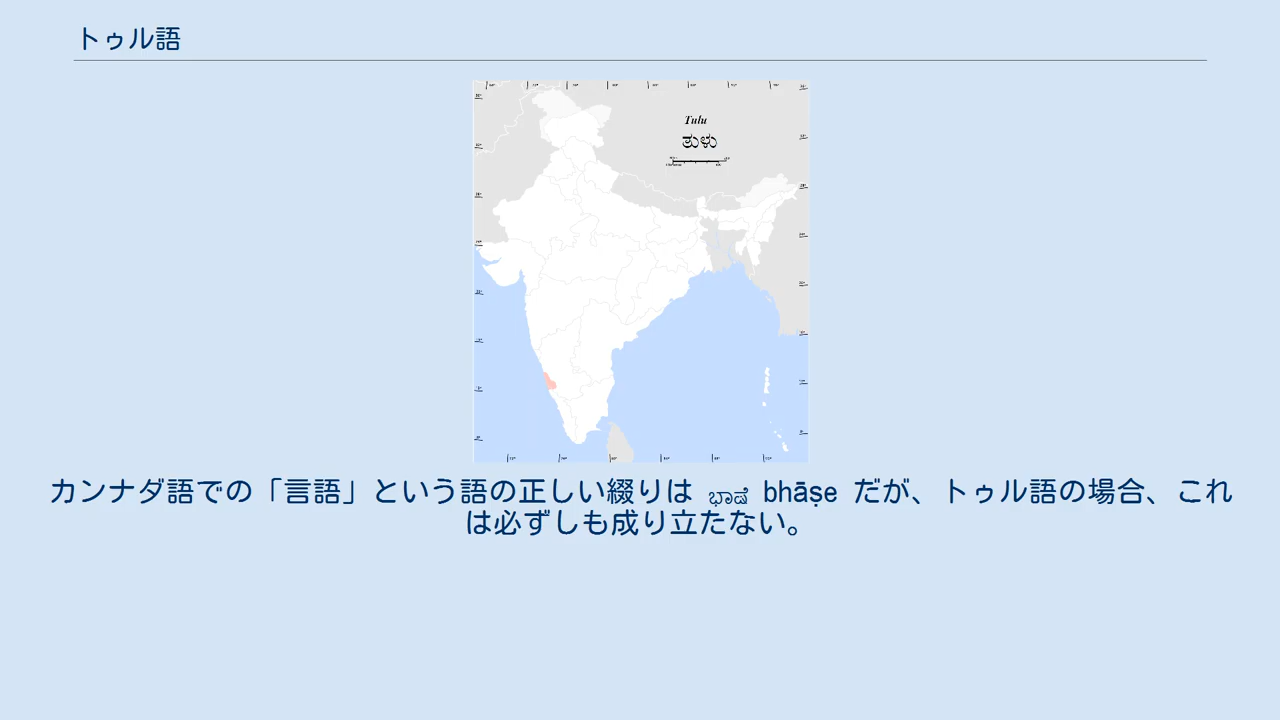 トゥル語
Tulu
ತುಳು
カンナダ語での「言語」という語の正しい綴りは ಭಾಷೆ bhāṣe だが、トゥル語の場合、これ
は必ずしも成り立たない。